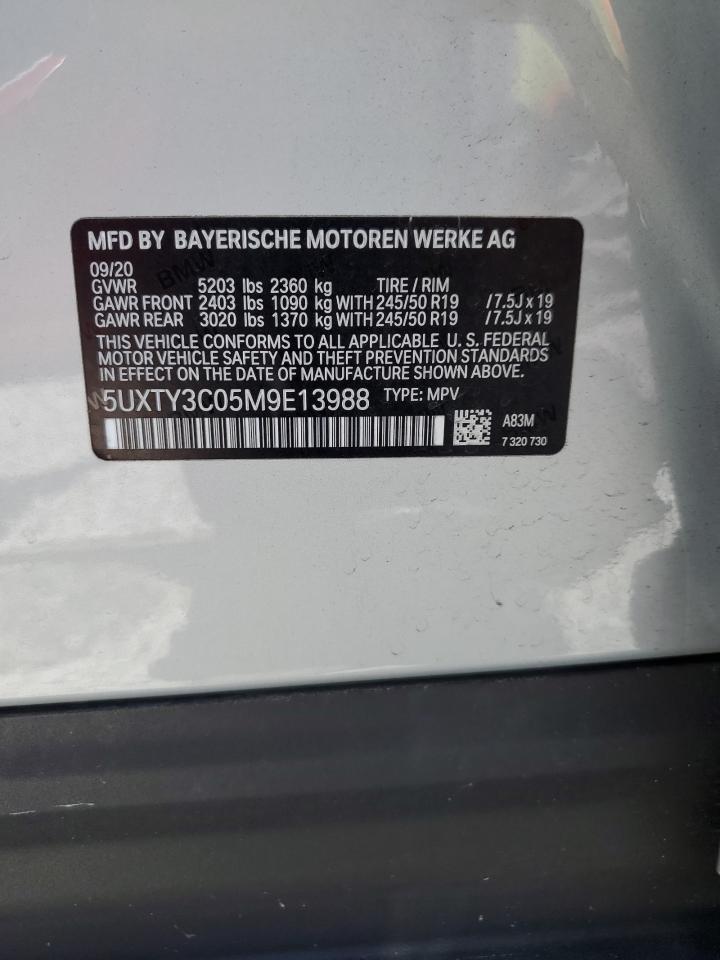 MFD BY BAYERISCHE MOTOREN WERKE AG
09/20
GVWR 5203 lbs 2360 kg TIRE / RIM
GAWR FRONT 2403 lbs 1090 kg WITH 245/50 R19 /7.5J x 19
GAWR REAR 3020 lbs 1370 kg WITH 245/50 R19 /7.5J x 19
THIS VEHICLE CONFORMS TO ALL APPLICABLE U. S. FEDERAL
MOTOR VEHICLE SAFETY AND THEFT PREVENTION STANDARDS
IN EFFECT ON THE DATE OF MANUFACTURE SHOWN ABOVE.
5UXTY3C05M9E13988 TYPE: MPV
A83M
7 320 730